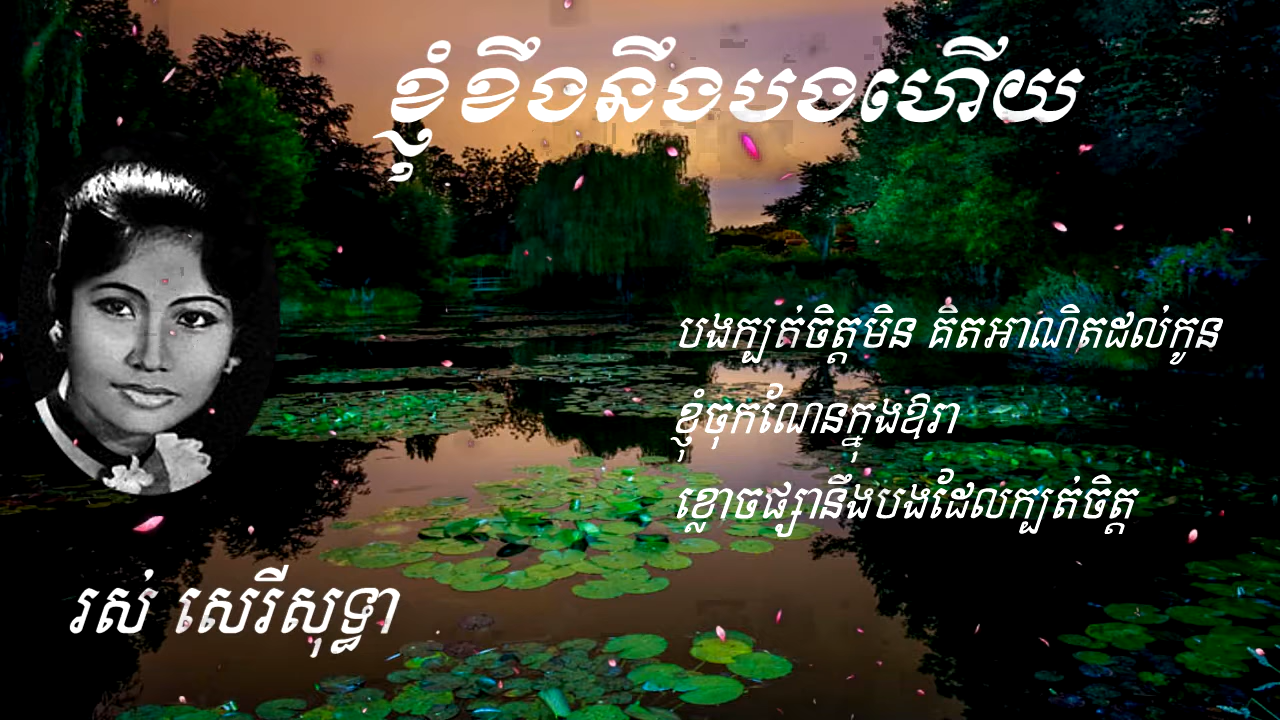 ខ្ញុំខឹងនឹងបងហើយ
បងក្បត់ចិត្តមិន គិតអាណិតដល់កូន
ខ្ញុំចុកណែនក្នុងឱរា
ខ្លោចផ្សានឹងបងដែលក្បត់ចិត្ត
រស់ សេរីសុទ្ធា